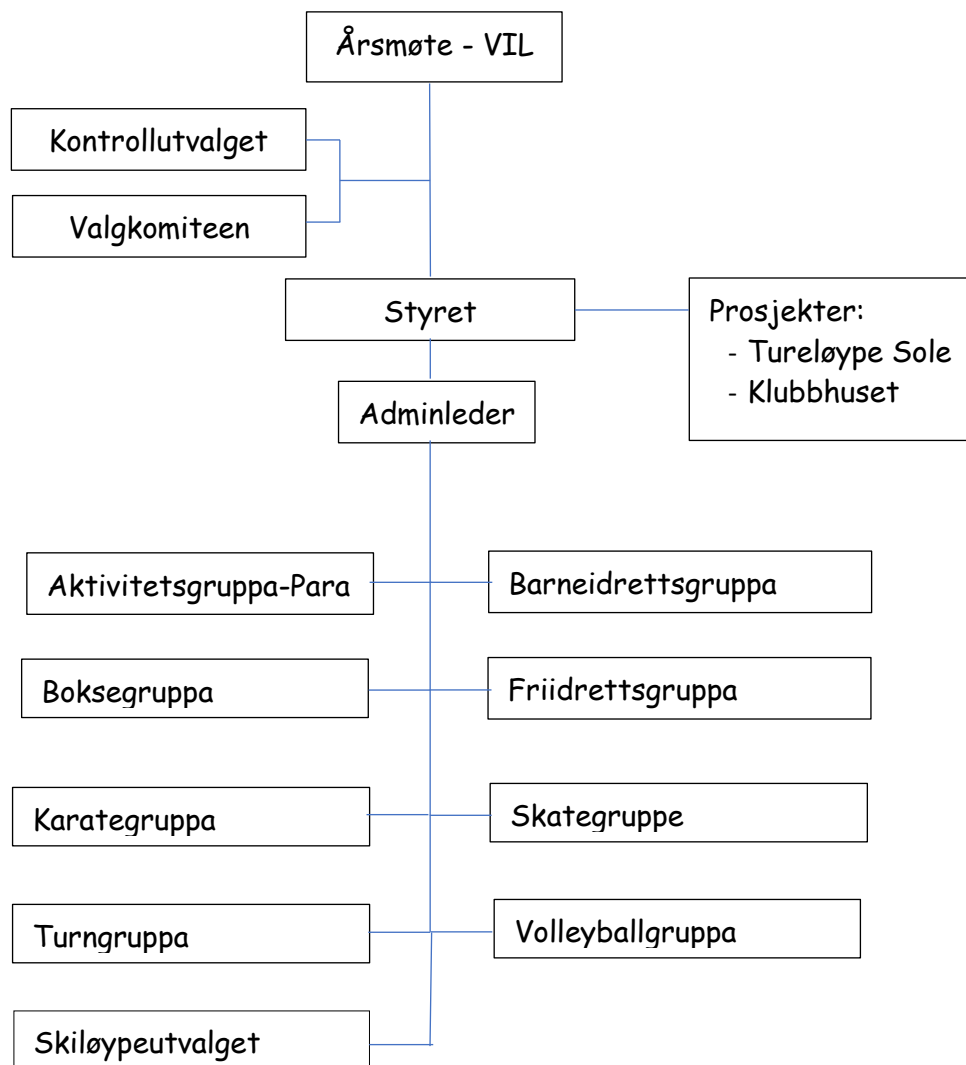 Årsmøte - VIL
Kontrollutvalget
Valgkomiteen
Styret
Prosjekter:
- Tureløype Sole
- Klubbhuset
Adminleder
Aktivitetsgruppa-Para
Barneidrettsgruppa
Boksegruppa
Friidrettsgruppa
Karategruppa
Skategruppe
Turngruppa
Volleyballgruppa
Skiløypeutvalget